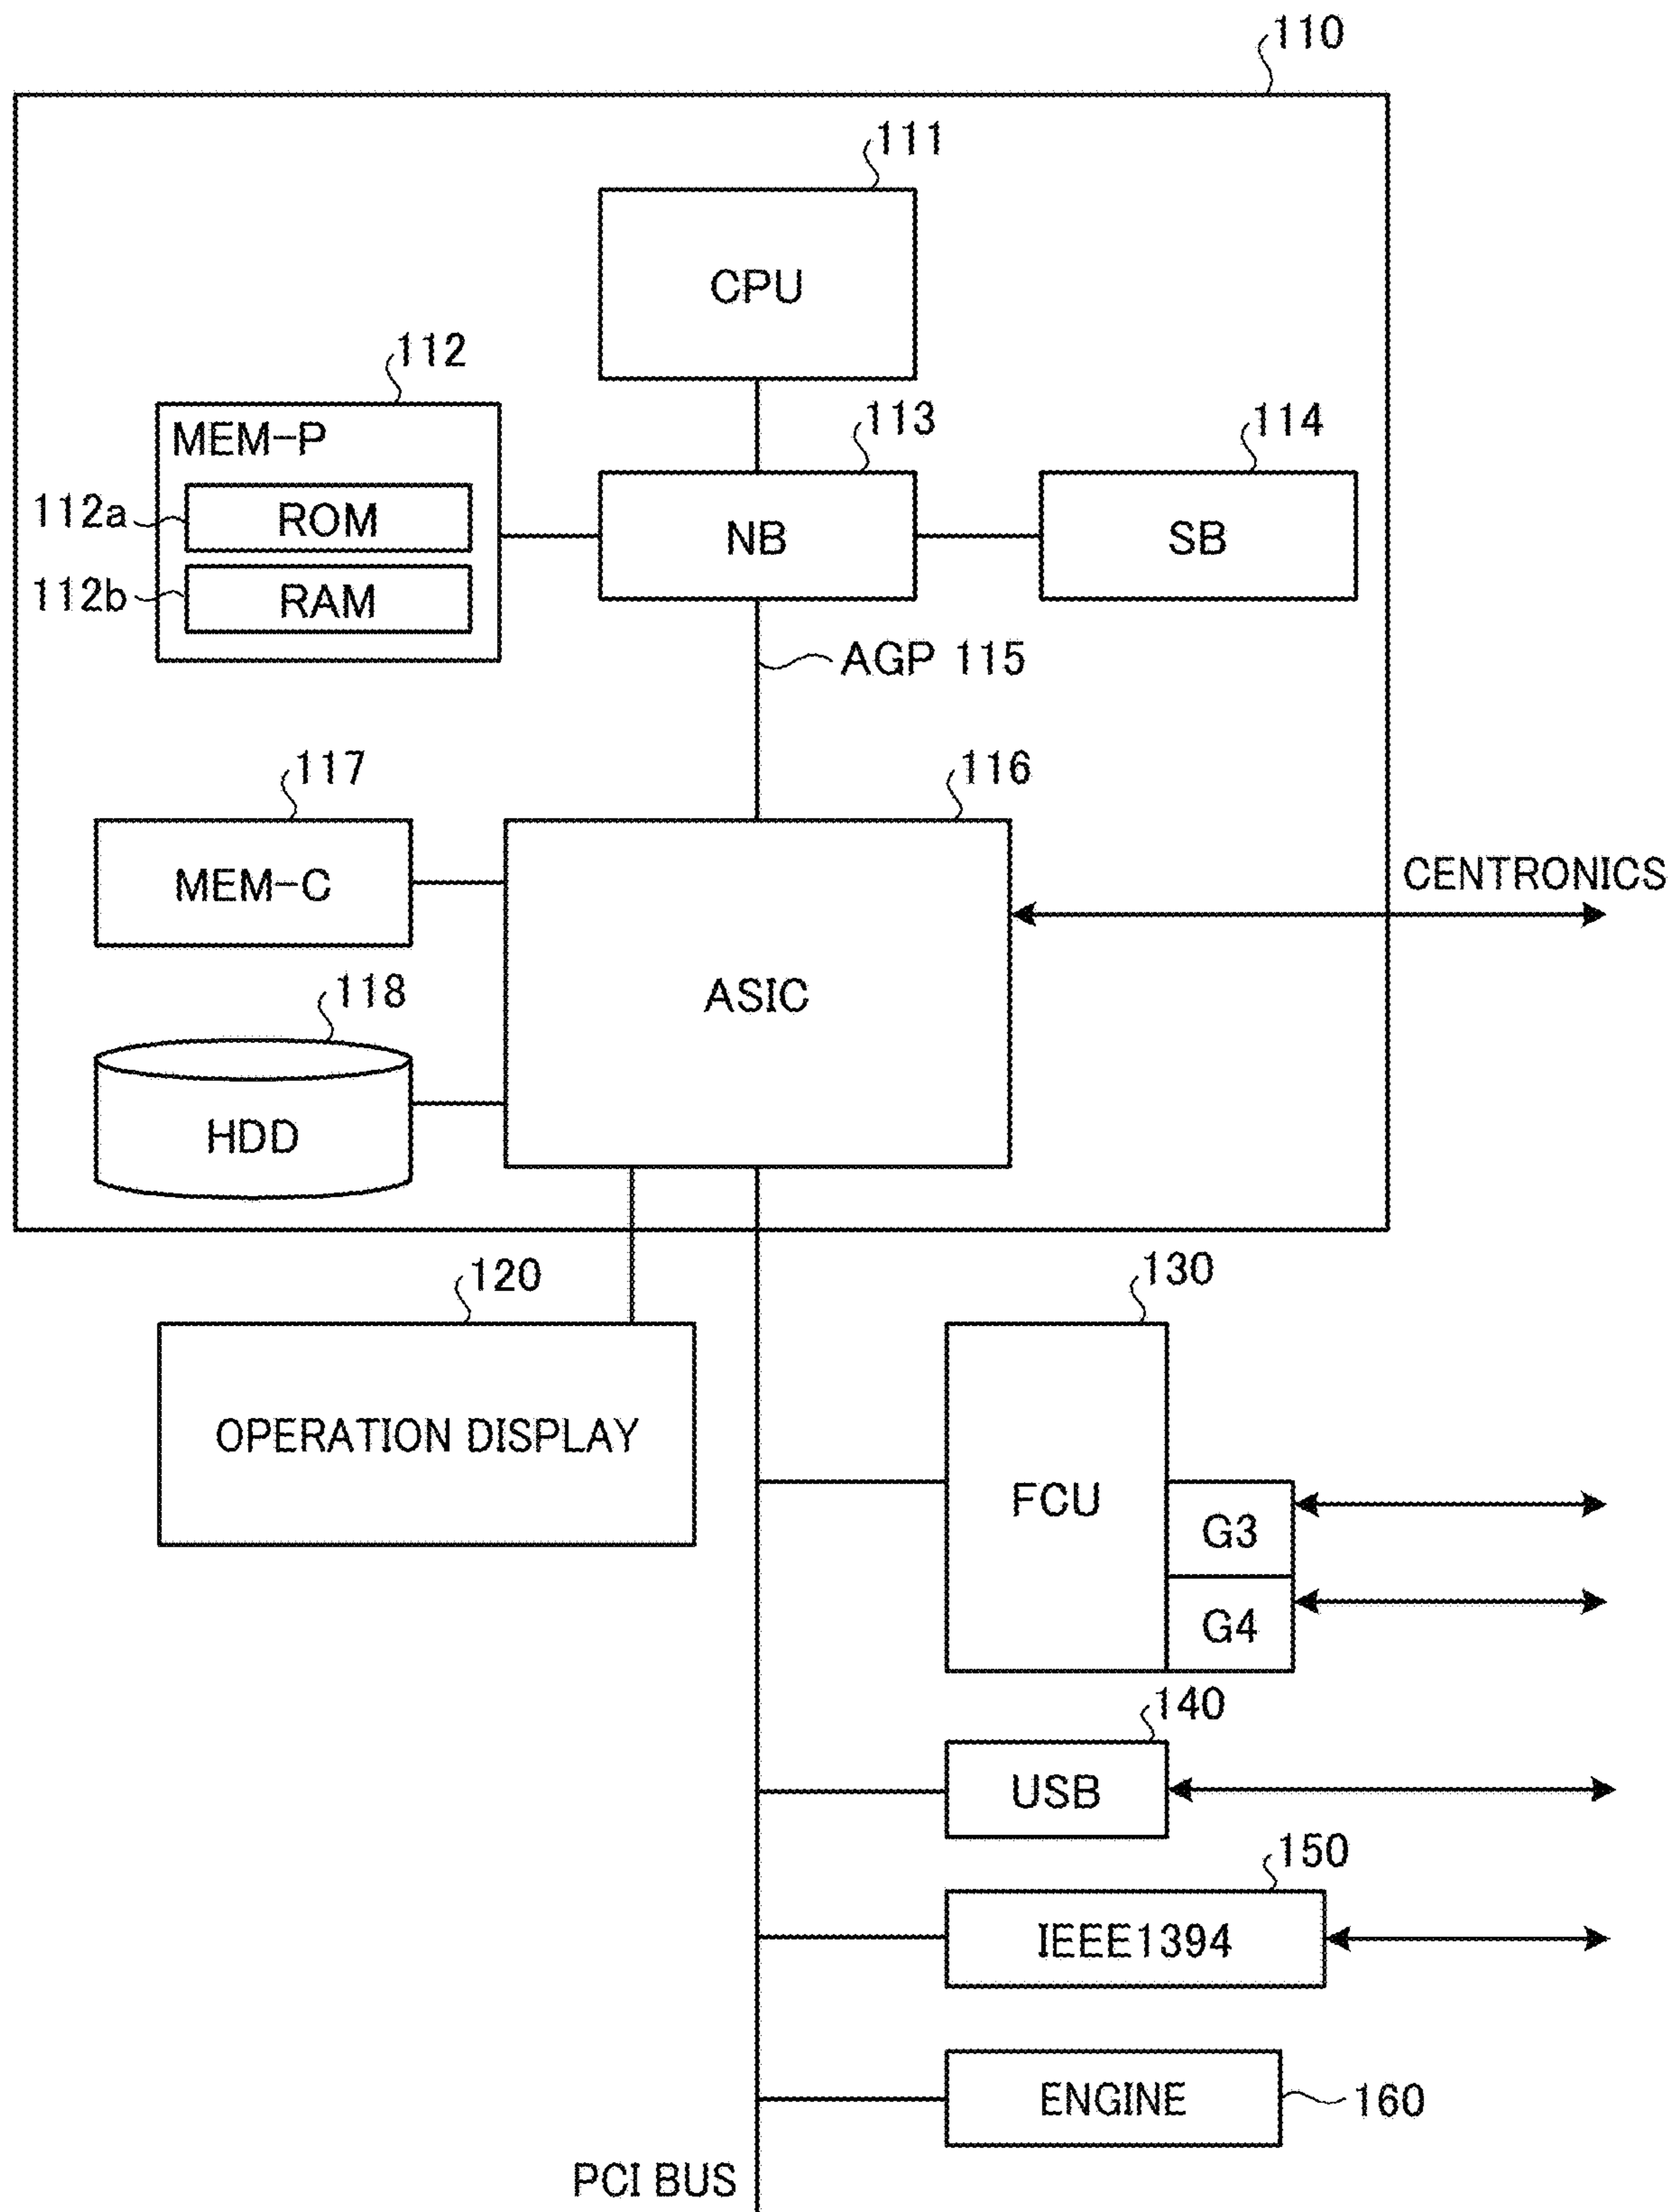 110
111
CPU
112
MEM-P
112a
ROM
112b
RAM
113
NB
114
SB
AGP 115
117
MEM-C
116
ASIC
CENTRONICS
118
HDD
120
OPERATION DISPLAY
130
FCU
G3
G4
140
USB
150
IEEE1394
ENGINE
160
PCI BUS